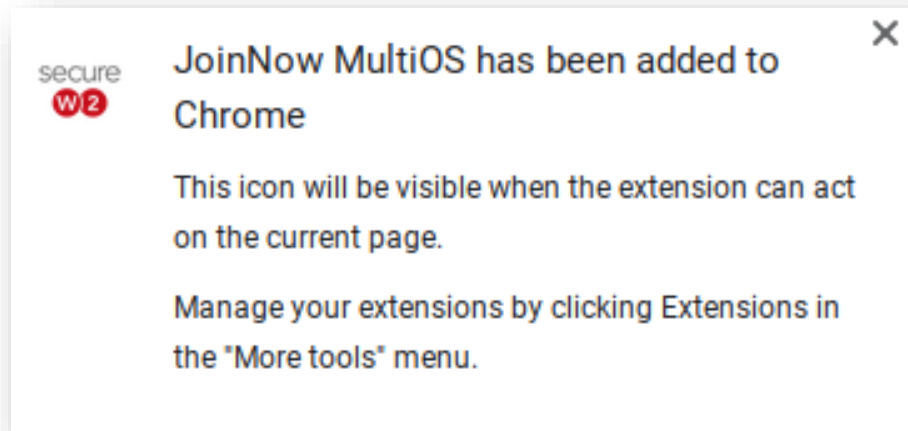 secure
W2
JoinNow MultiOS has been added to
Chrome
This icon will be visible when the extension can act
on the current page.
Manage your extensions by clicking Extensions in
the "More tools" menu.